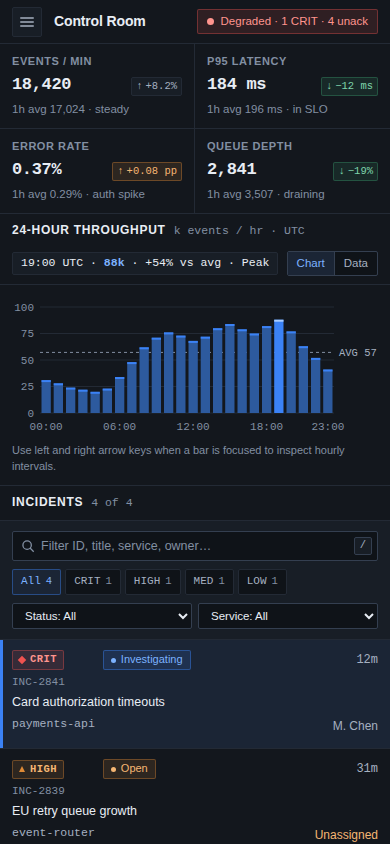 Control Room
Degraded · 1 CRIT · 4 unack
EVENTS / MIN
18,420
↑ +8.2%
1h avg 17,024 · steady
P95 LATENCY
184 ms
↓ −12 ms
1h avg 196 ms · in SLO
ERROR RATE
0.37%
↑ +0.08 pp
1h avg 0.29% · auth spike
QUEUE DEPTH
2,841
↓ −19%
1h avg 3,507 · draining
24-HOUR THROUGHPUT k events / hr · UTC
19:00 UTC · 88k · +54% vs avg · Peak
Chart Data
100
75
50
25
0
AVG 57
00:00 06:00 12:00 18:00 23:00
Use left and right arrow keys when a bar is focused to inspect hourly
intervals.
INCIDENTS 4 of 4
Filter ID, title, service, owner… /
All 4 CRIT 1 HIGH 1 MED 1 LOW 1
Status: All Service: All
CRIT Investigating 12m
INC-2841
Card authorization timeouts
payments-api M. Chen
HIGH Open 31m
INC-2839
EU retry queue growth
event-router Unassigned